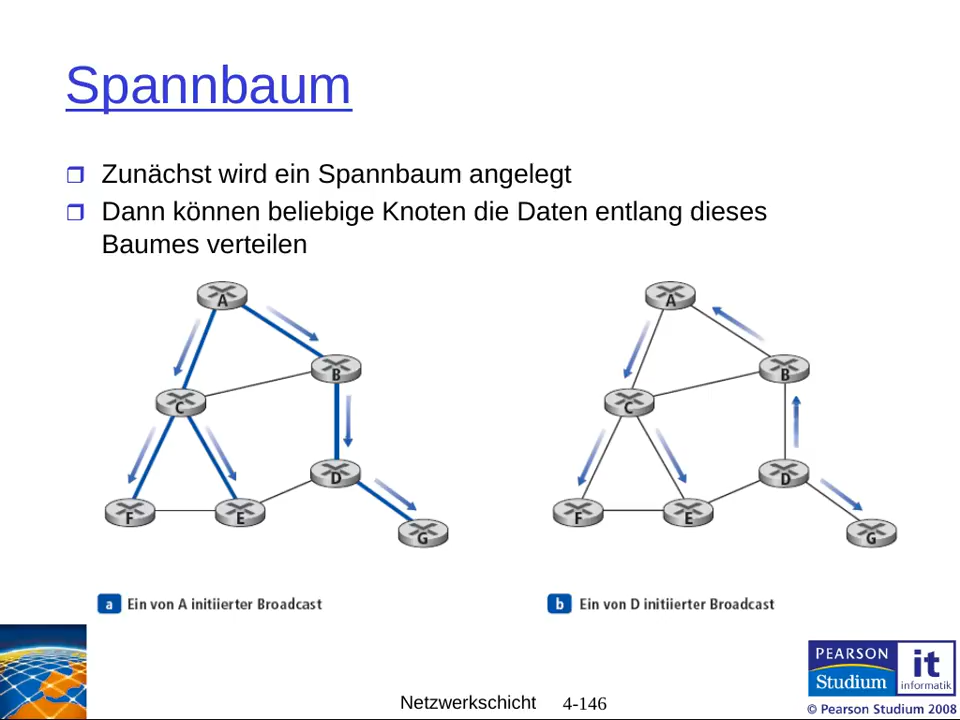 Spannbaum
Zunächst wird ein Spannbaum angelegt
Dann können beliebige Knoten die Daten entlang dieses
Baumes verteilen
A
B
C
D
F
E
G
A
B
C
D
F
E
G
a Ein von A initiierter Broadcast
b Ein von D initiierter Broadcast
PEARSON
Studium
it
informatik
Netzwerkschicht 4-146
© Pearson Studium 2008